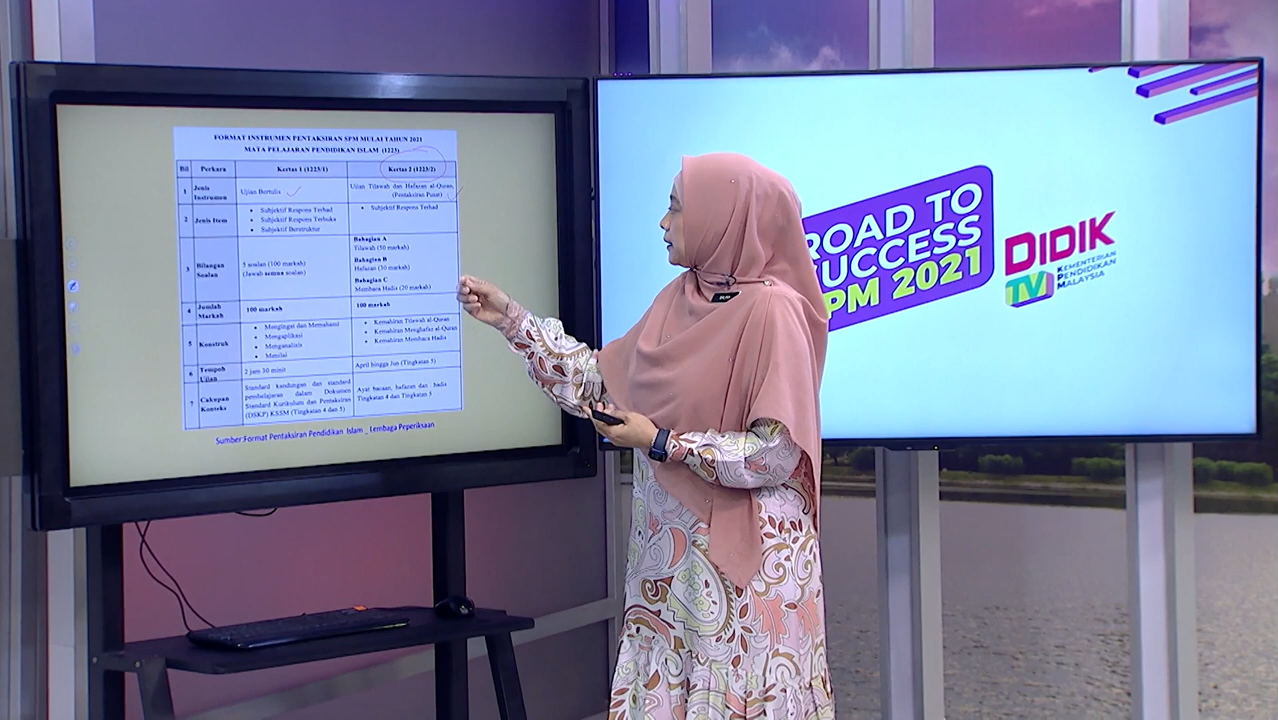 FORMAT INSTRUMEN PENTAKSIRAN SPM MULAI TAHUN 2021
MATA PELAJARAN PENDIDIKAN ISLAM (1223)
Bil Perkara Kertas 1 (1223/1) Kertas 2 (1223/2)
1 Jenis Instrumen Ujian Bertulis Ujian Tilawah dan Hafazan al-Quran, (Pentaksiran Pusat)
2 Jenis Item
• Subjektif Respons Terhad
• Subjektif Respons Terbuka
• Subjektif Berstruktur
• Subjektif Respons Terhad
3 Bilangan Soalan
5 soalan (100 markah)
(Jawab semua soalan)
Bahagian A
Tilawah (50 markah)
Bahagian B
Hafazan (30 markah)
Bahagian C
Membaca Hadis (20 markah)
4 Jumlah Markah 100 markah 100 markah
5 Konstruk
• Mengingat dan Memahami
• Mengaplikasi
• Menganalisis
• Menilai
• Kemahiran Tilawah al-Quran
• Kemahiran Menghafaz al-Quran
• Kemahiran Membaca Hadis
6 Tempoh Ujian 2 jam 30 minit April hingga Jun (Tingkatan 5)
7 Cakupan Konteks
Standard kandungan dan standard
pembelajaran dalam Dokumen
Standard Kurikulum dan Pentaksiran
(DSKP) KSSM (Tingkatan 4 dan 5)
Ayat bacaan, hafazan dan hadis
Tingkatan 4 dan Tingkatan 5
Sumber:Format Pentaksiran Pendidikan Islam _ Lembaga Peperiksaan
ROAD TO
UCCESS
PM 2021
DIDIK
TV
KEMENTERIAN
PENDIDIKAN
MALAYSIA